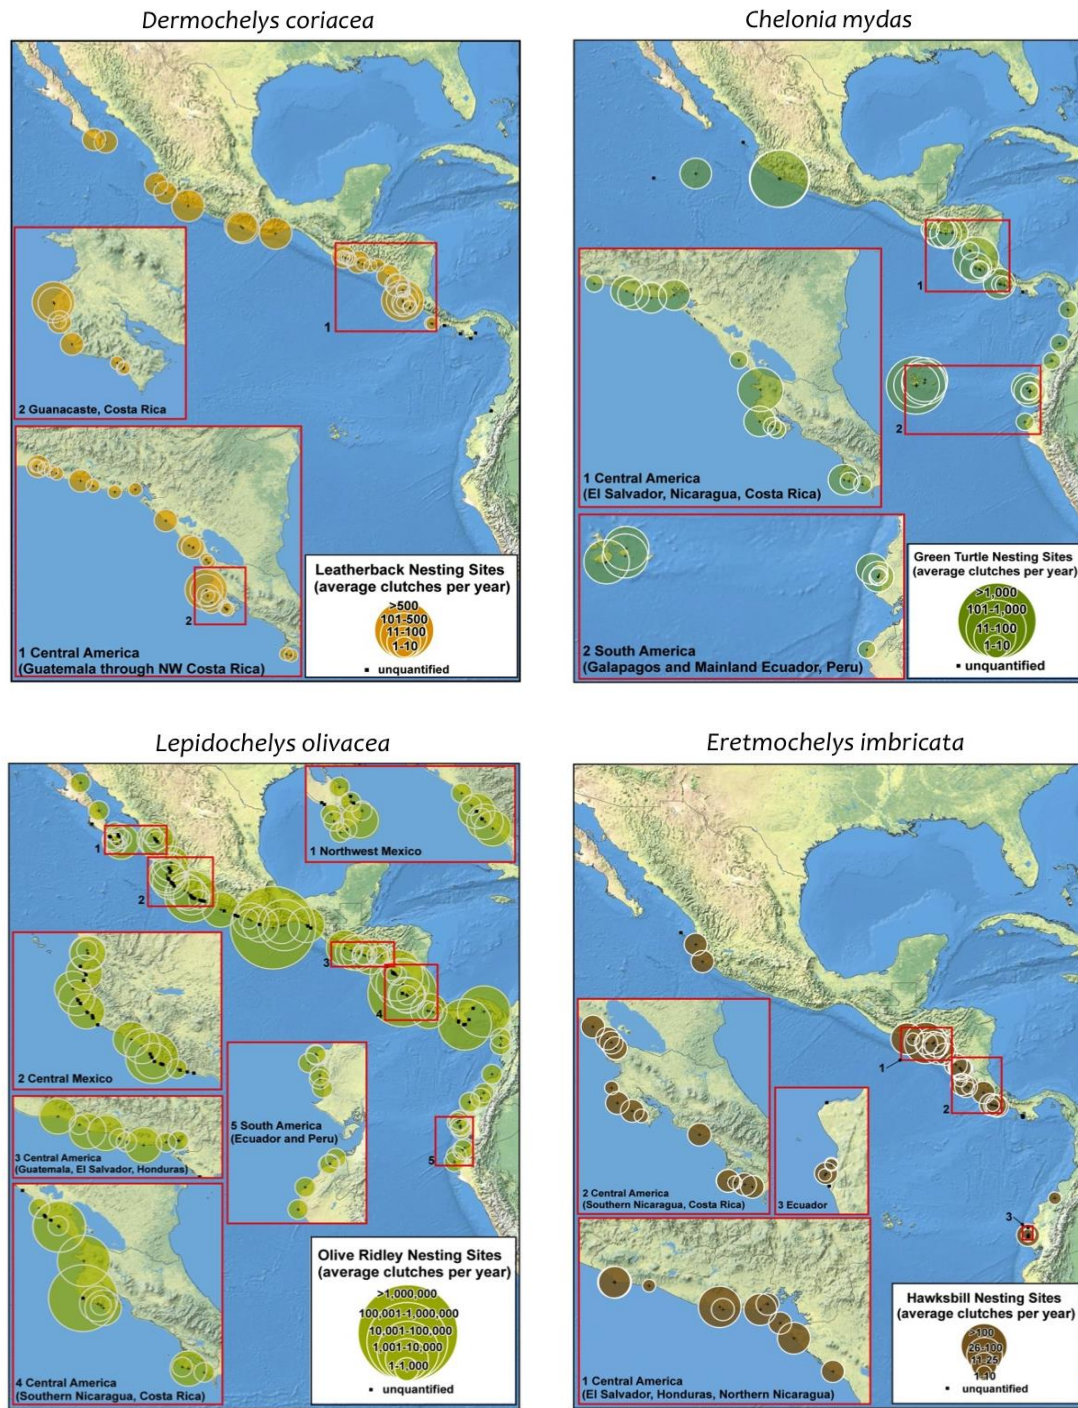 Dermochelys coriacea
1
2 Guanacaste, Costa Rica
2
1 Central America
(Guatemala through NW Costa Rica)
Leatherback Nesting Sites
(average clutches per year)
>500
101-500
11-100
1-10
unquantified
Chelonia mydas
1
2
1 Central America
(El Salvador, Nicaragua, Costa Rica)
2 South America
(Galapagos and Mainland Ecuador, Peru)
Green Turtle Nesting Sites
(average clutches per year)
>1,000
101-1,000
11-100
1-10
unquantified
Lepidochelys olivacea
1
2
3
4
5
1 Northwest Mexico
2 Central Mexico
3 Central America
(Guatemala, El Salvador, Honduras)
4 Central America
(Southern Nicaragua, Costa Rica)
5 South America
(Ecuador and Peru)
Olive Ridley Nesting Sites
(average clutches per year)
>1,000,000
100,001-1,000,000
10,001-100,000
1,001-10,000
1-1,000
unquantified
Eretmochelys imbricata
1
2
3
2 Central America
(Southern Nicaragua, Costa Rica)
3 Ecuador
1 Central America
(El Salvador, Honduras, Northern Nicaragua)
Hawksbill Nesting Sites
(average clutches per year)
>100
26-100
11-25
1-10
unquantified